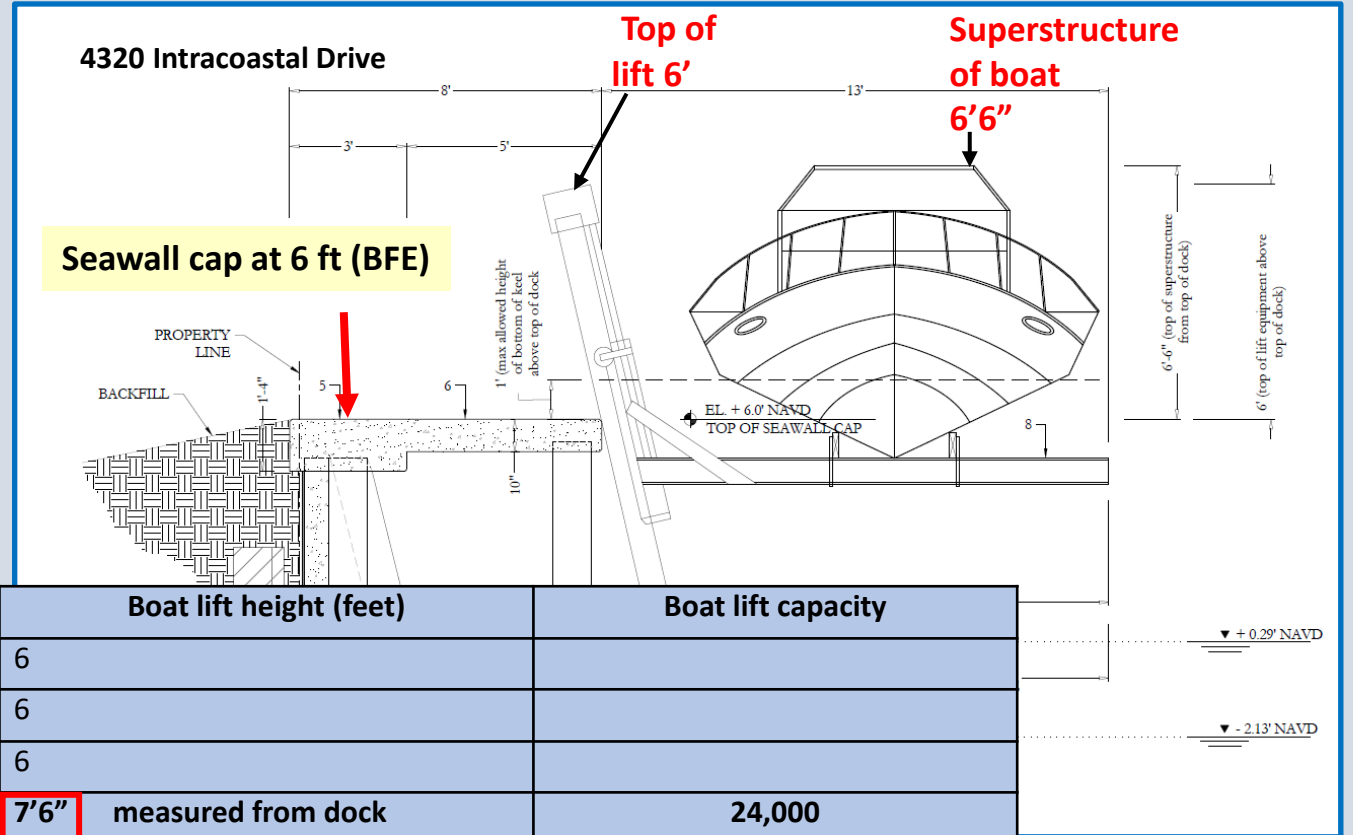 4320 Intracoastal Drive
Top of
lift 6’
Superstructure
of boat
6’6”
8'
13'
3'
5'
Seawall cap at 6 ft (BFE)
1' (max allowed height
of bottom of keel
above top of dock
6'-6" (top of superstructure
from top of dock)
6' (top of lift equipment above
top of dock)
PROPERTY
LINE
BACKFILL
1'-4"
5
6
EL. + 6.0' NAVD
TOP OF SEAWALL CAP
8
10"
Boat lift height (feet) Boat lift capacity
6
6
6
7’6” measured from dock 24,000
+ 0.29' NAVD
- 2.13' NAVD